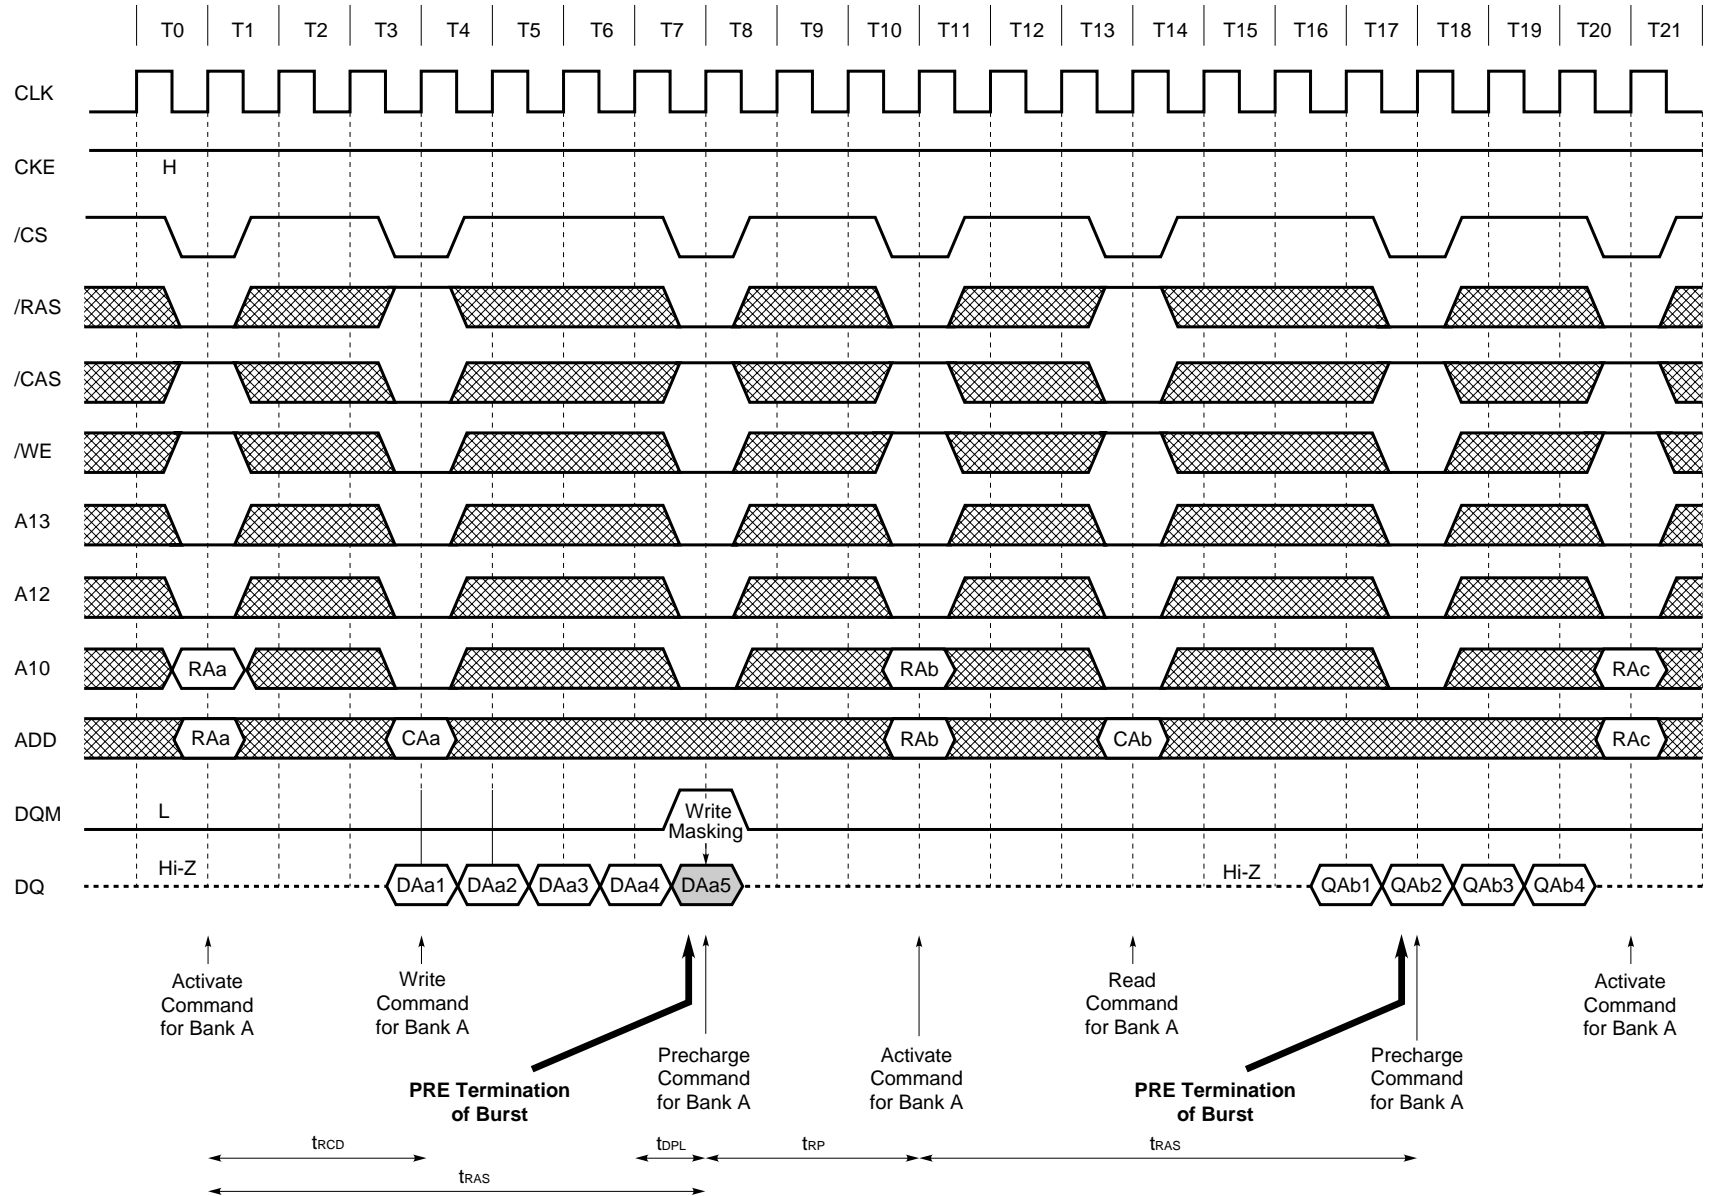 T0 T1 T2 T3 T4 T5 T6 T7 T8 T9 T10 T11 T12 T13 T14 T15 T16 T17 T18 T19 T20 T21
CLK
CKE H
/CS
/RAS
/CAS
/WE
A13
A12
A10 RAa RAb RAc
ADD RAa CAa RAb CAb RAc
DQM L Write
Masking
Hi-Z Hi-Z
DQ DAa1 DAa2 DAa3 DAa4 DAa5 QAb1 QAb2 QAb3 QAb4
Activate
Command
for Bank A
Write
Command
for Bank A
PRE Termination
of Burst
Precharge
Command
for Bank A
Activate
Command
for Bank A
Read
Command
for Bank A
PRE Termination
of Burst
Precharge
Command
for Bank A
Activate
Command
for Bank A
tRCD tDPL tRP tRAS
tRAS